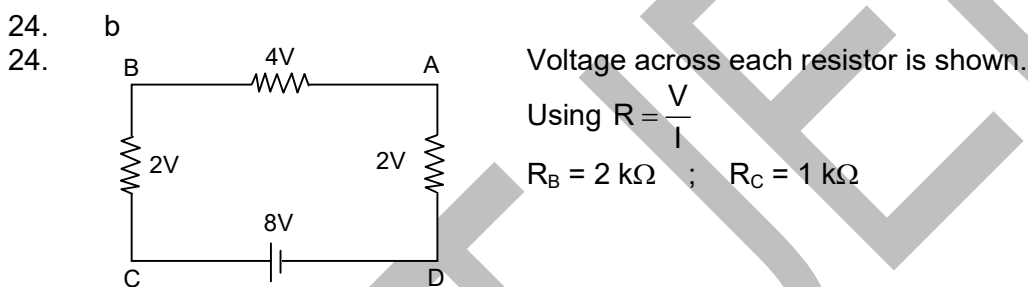 24. b
24.
B 4V A
2V 2V
8V
C D
Voltage across each resistor is shown.
Using R = V/I
R_B = 2 kΩ ; R_C = 1 kΩ